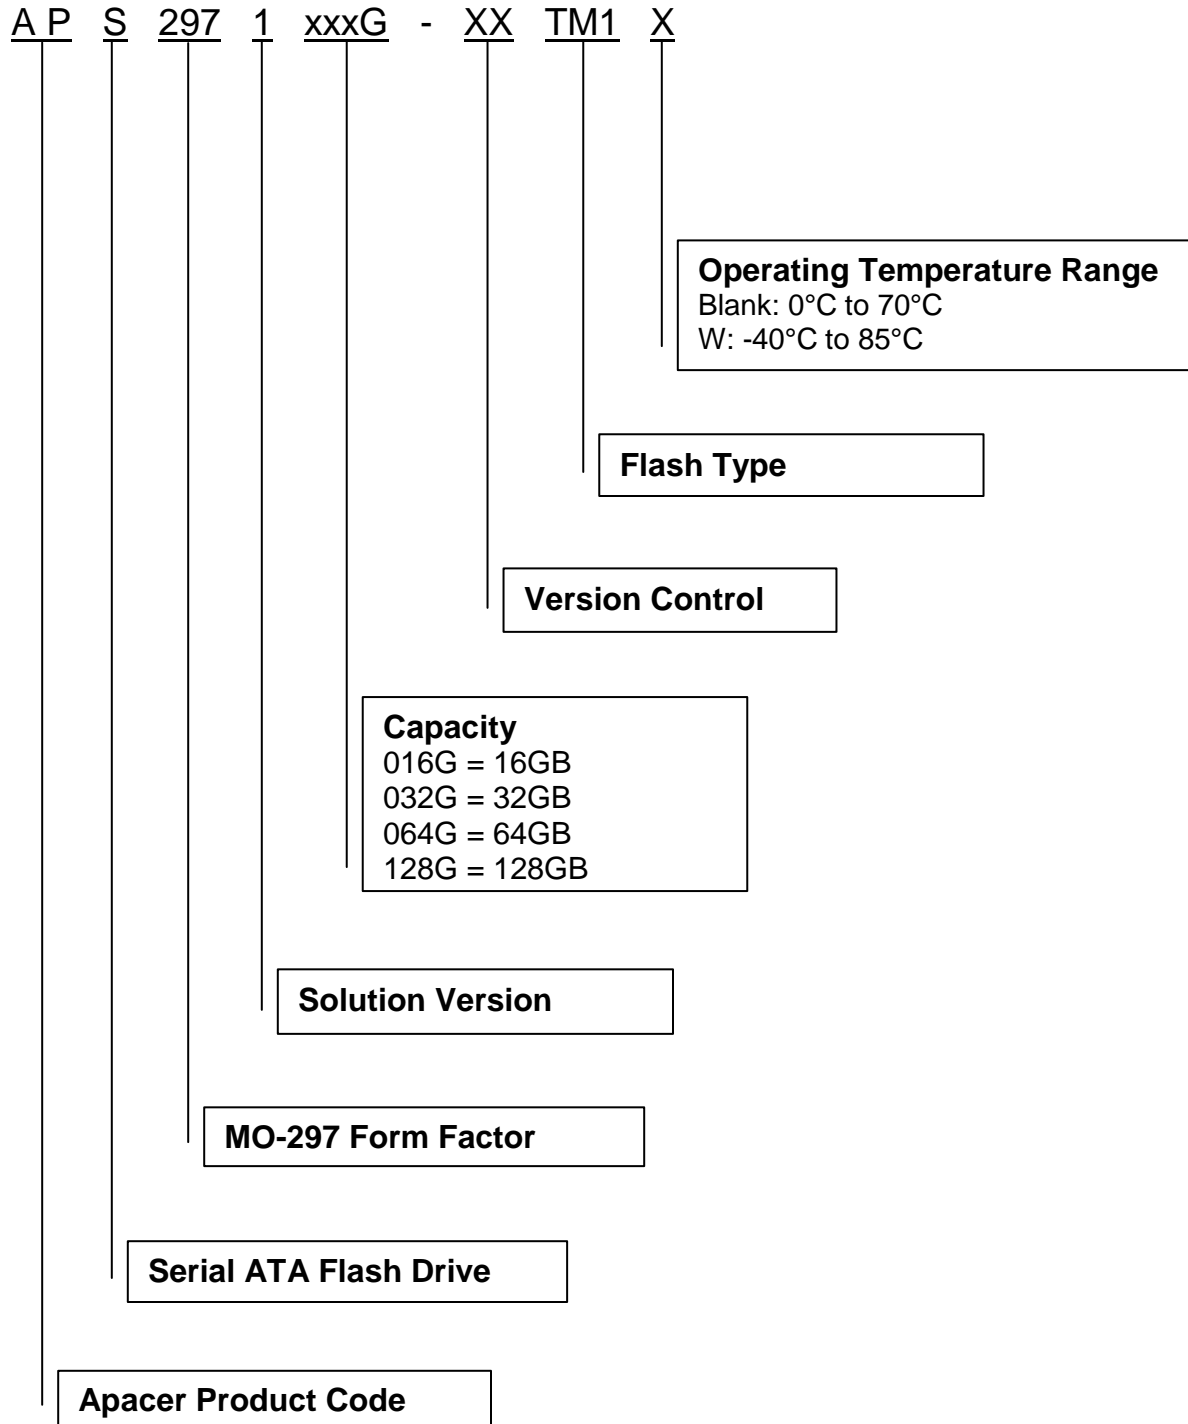 A P S 297 1 xxxG - XX TM1 X
Operating Temperature Range
Blank: 0°C to 70°C
W: -40°C to 85°C
Flash Type
Version Control
Capacity
016G = 16GB
032G = 32GB
064G = 64GB
128G = 128GB
Solution Version
MO-297 Form Factor
Serial ATA Flash Drive
Apacer Product Code